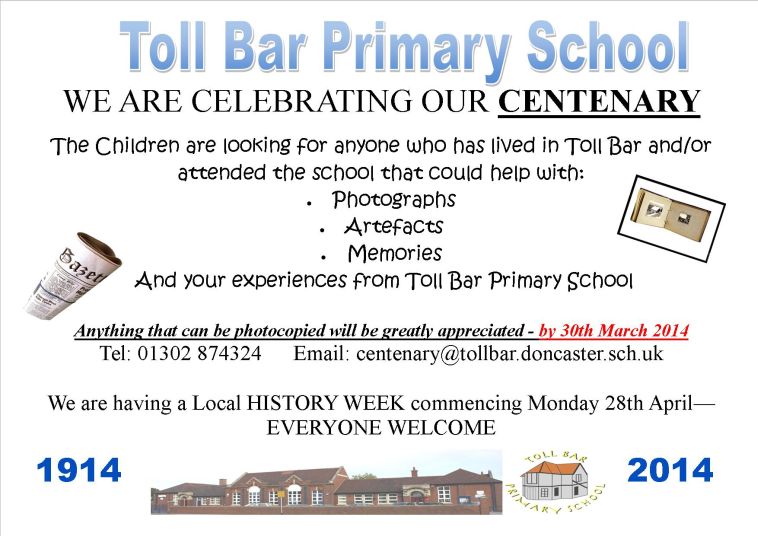 Toll Bar Primary School
WE ARE CELEBRATING OUR CENTENARY
The Children are looking for anyone who has lived in Toll Bar and/or
attended the school that could help with:
• Photographs
• Artefacts
• Memories
And your experiences from Toll Bar Primary School
Anything that can be photocopied will be greatly appreciated - by 30th March 2014
Tel: 01302 874324 Email: centenary@tollbar.doncaster.sch.uk
We are having a Local HISTORY WEEK commencing Monday 28th April—
EVERYONE WELCOME
1914
TOLL BAR
PRIMARY SCHOOL
2014